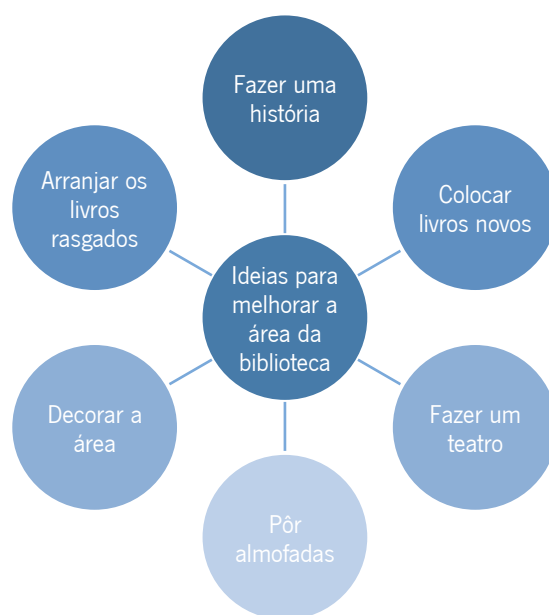 Fazer uma
história
Arranjar os
livros
rasgados
Colocar
livros novos
Ideias para
melhorar a
área da
biblioteca
Decorar a
área
Fazer um
teatro
Pôr
almofadas